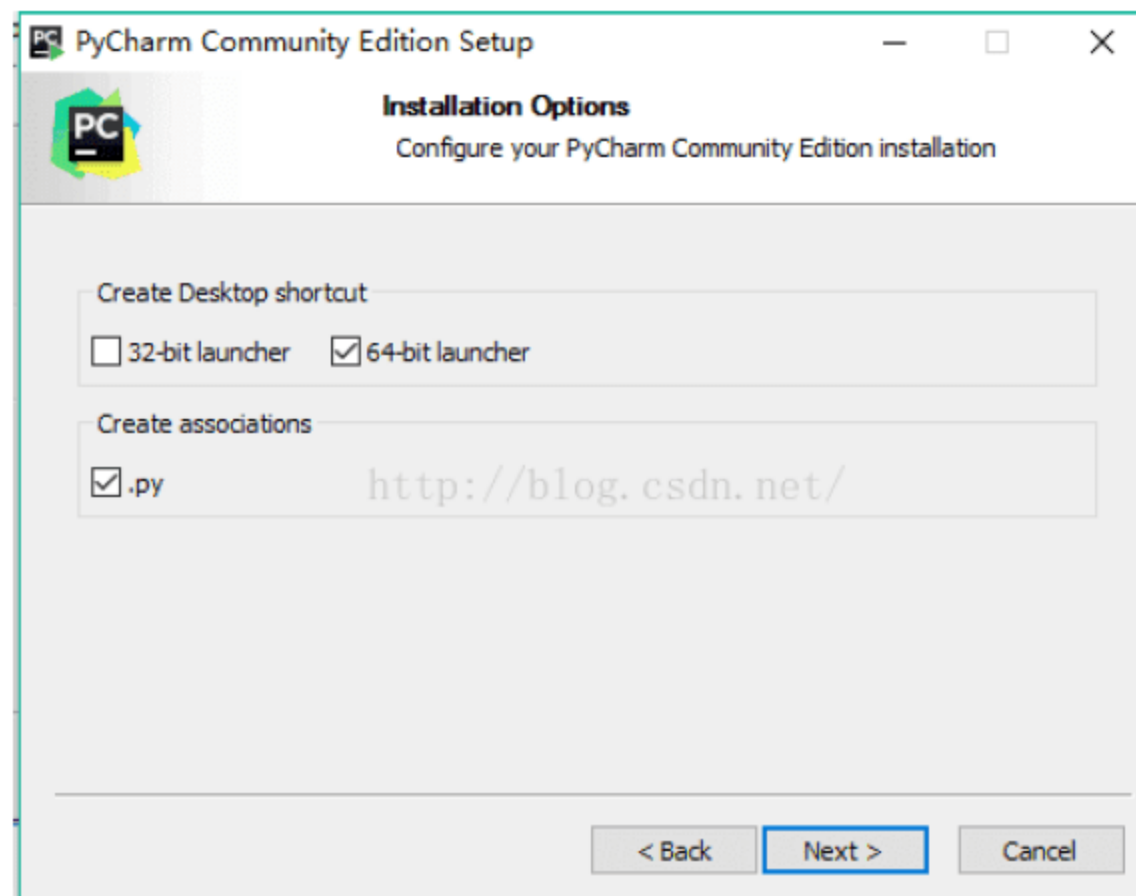 PyCharm Community Edition Setup
PC
Installation Options
Configure your PyCharm Community Edition installation
Create Desktop shortcut
32-bit launcher 64-bit launcher
Create associations
.py
http://blog.csdn.net/
< Back Next > Cancel